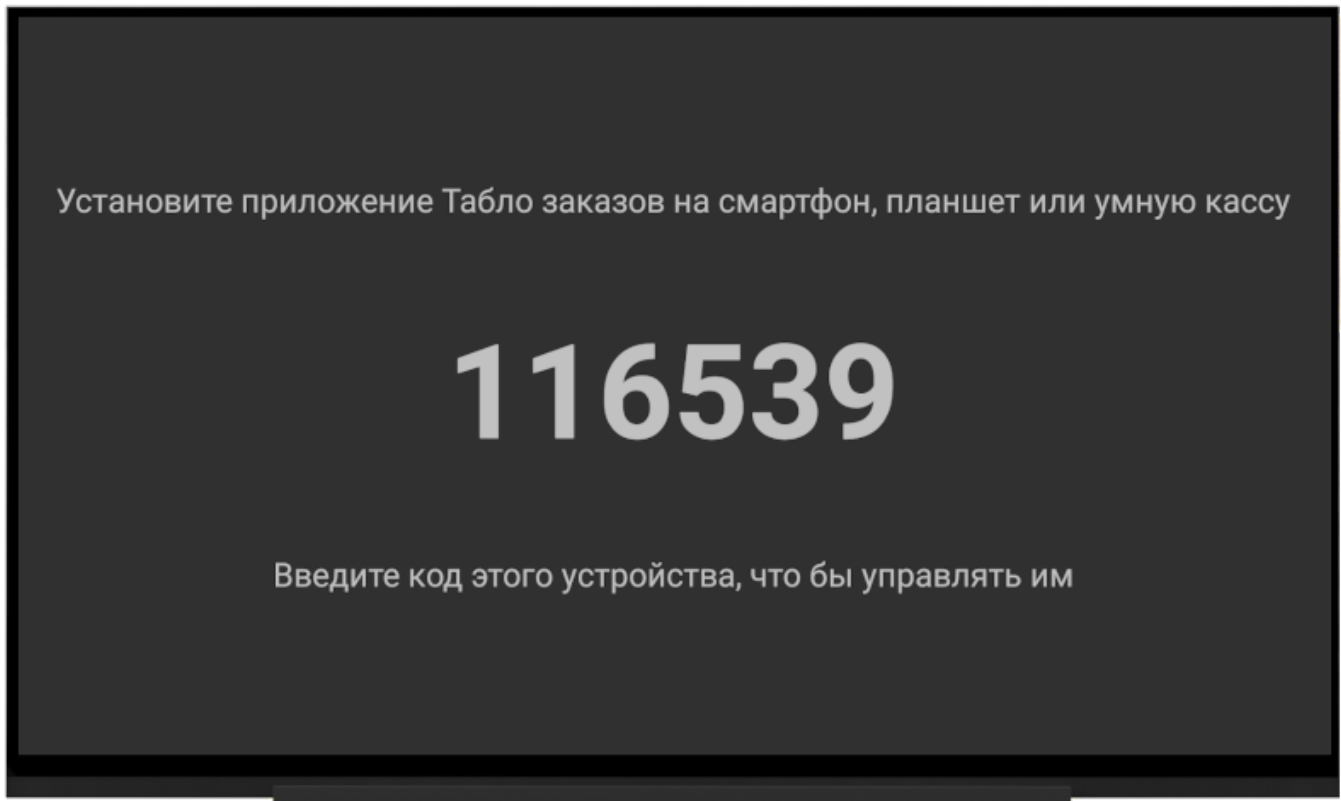 Установите приложение Табло заказов на смартфон, планшет или умную кассу
116539
Введите код этого устройства, что бы управлять им